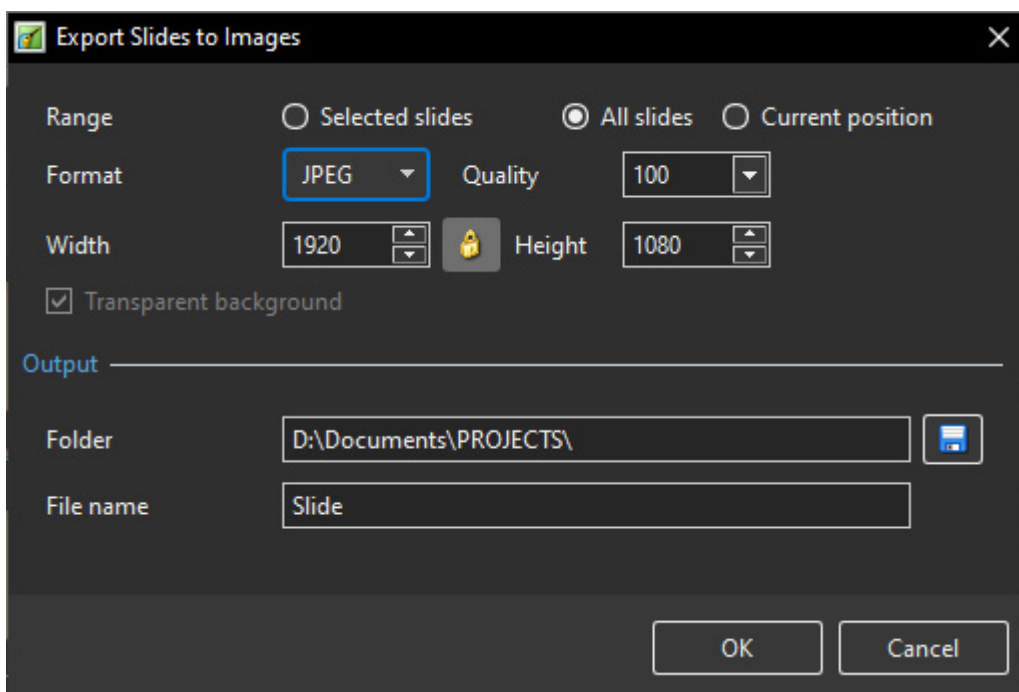 Export Slides to Images
Range Selected slides All slides Current position
Format JPEG Quality 100
Width 1920 Height 1080
Transparent background
Output
Folder D:\Documents\PROJECTS\
File name Slide
OK Cancel